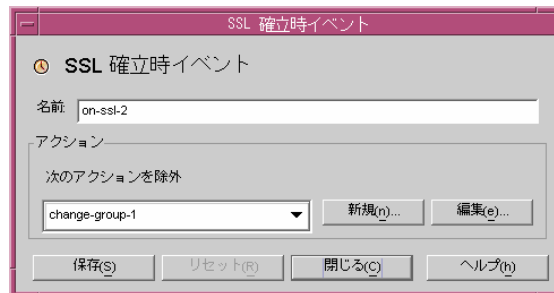 SSL 確立時イベント
SSL 確立時イベント
名前: on-ssl-2
アクション
次のアクションを除外
change-group-1 新規(n)... 編集(e)...
保存(S) リセット(R) 閉じる(C) ヘルプ(h)